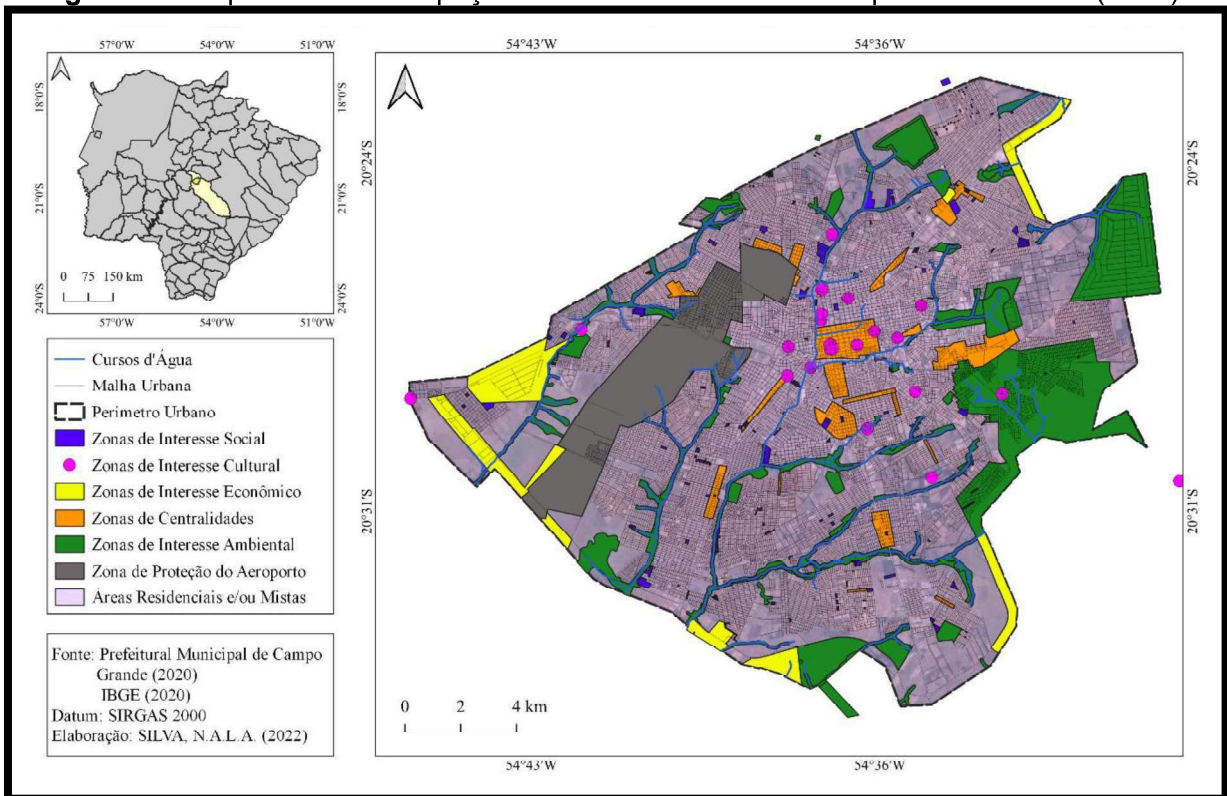 57°0'W 54°0'W 51°0'W
18°0'S 18°0'S
21°0'S 21°0'S
24°0'S 24°0'S
0 75 150 km
57°0'W 54°0'W 51°0'W
54°43'W 54°36'W
20°24'S 20°24'S
20°31'S 20°31'S
0 2 4 km
54°43'W 54°36'W
Cursos d'Água
Malha Urbana
Perimetro Urbano
Zonas de Interesse Social
Zonas de Interesse Cultural
Zonas de Interesse Econômico
Zonas de Centralidades
Zonas de Interesse Ambiental
Zona de Proteção do Aeroporto
Áreas Residenciais e/ou Mistas
Fonte: Prefeitural Municipal de Campo
Grande (2020)
IBGE (2020)
Datum: SIRGAS 2000
Elaboração: SILVA, N.A.L.A. (2022)